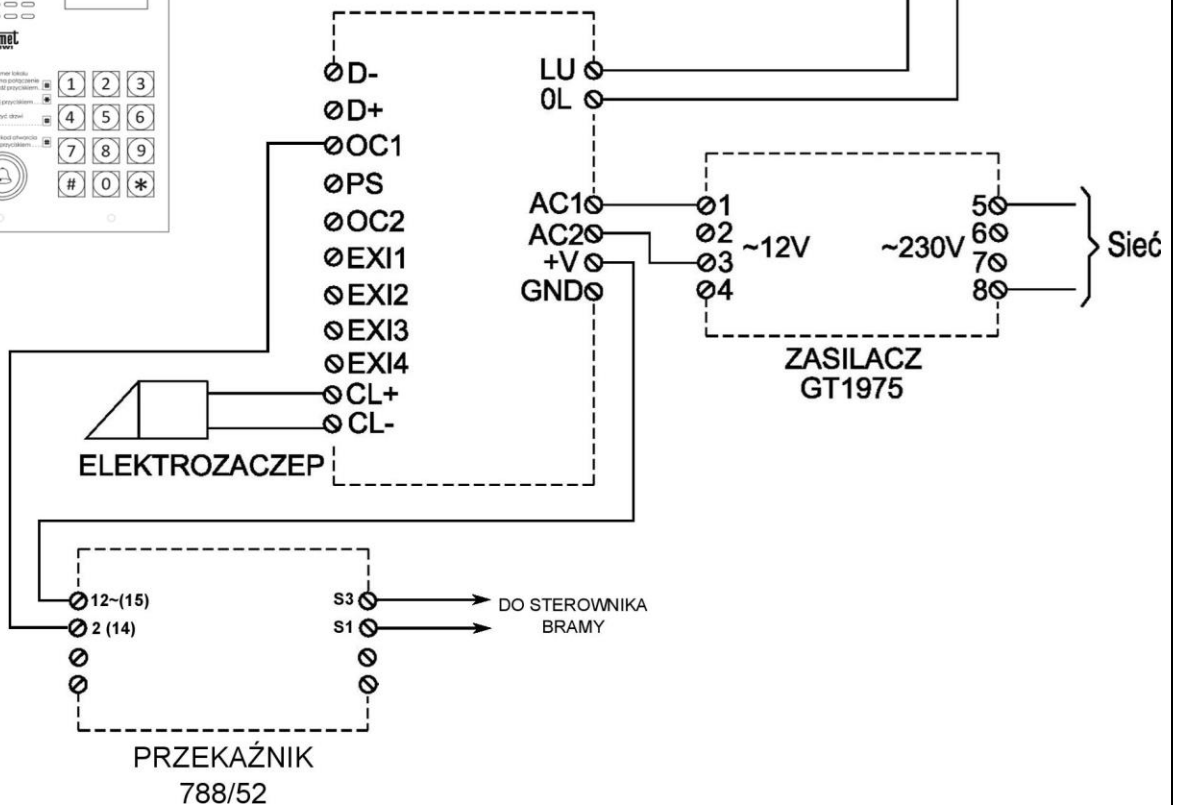 met
1 2 3
4 5 6
7 8 9
# 0 *
D-
D+
OC1
PS
OC2
EXI1
EXI2
EXI3
EXI4
CL+
CL-
LU
0L
AC1
AC2
+V
GND
1
2
3
4
~12V
~230V
5
6
7
8
Sieć
ZASILACZ
GT1975
ELEKTROZACZEP
12~(15)
2 (14)
S3
S1
DO STEROWNIKA
BRAMY
PRZEKAŹNIK
788/52